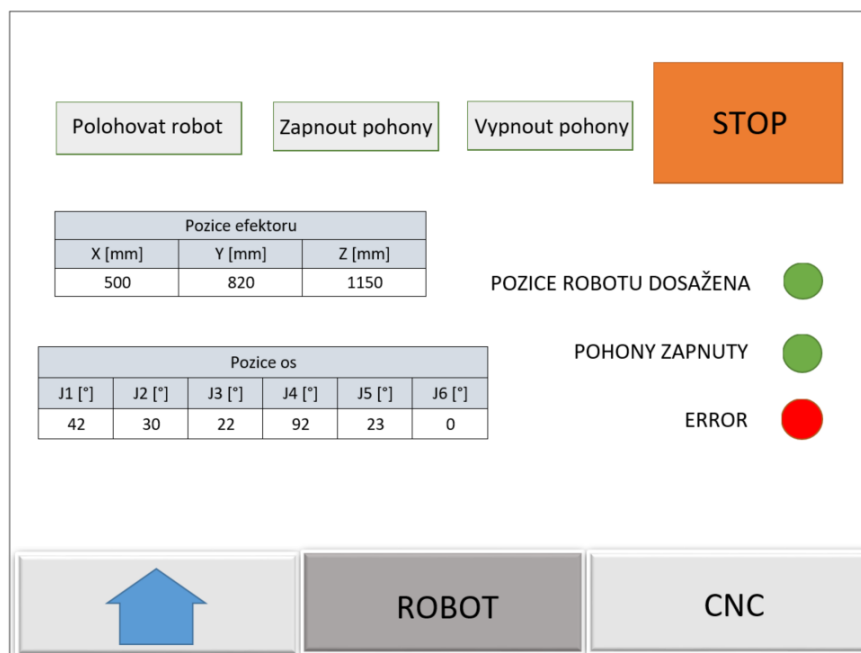 Polohovat robot
Zapnout pohony
Vypnout pohony
STOP
Pozice efektoru
X [mm] Y [mm] Z [mm]
500 820 1150
POZICE ROBOTU DOSAŽENA
POHONY ZAPNUTY
Pozice os
J1 [°] J2 [°] J3 [°] J4 [°] J5 [°] J6 [°]
42 30 22 92 23 0
ERROR
ROBOT
CNC